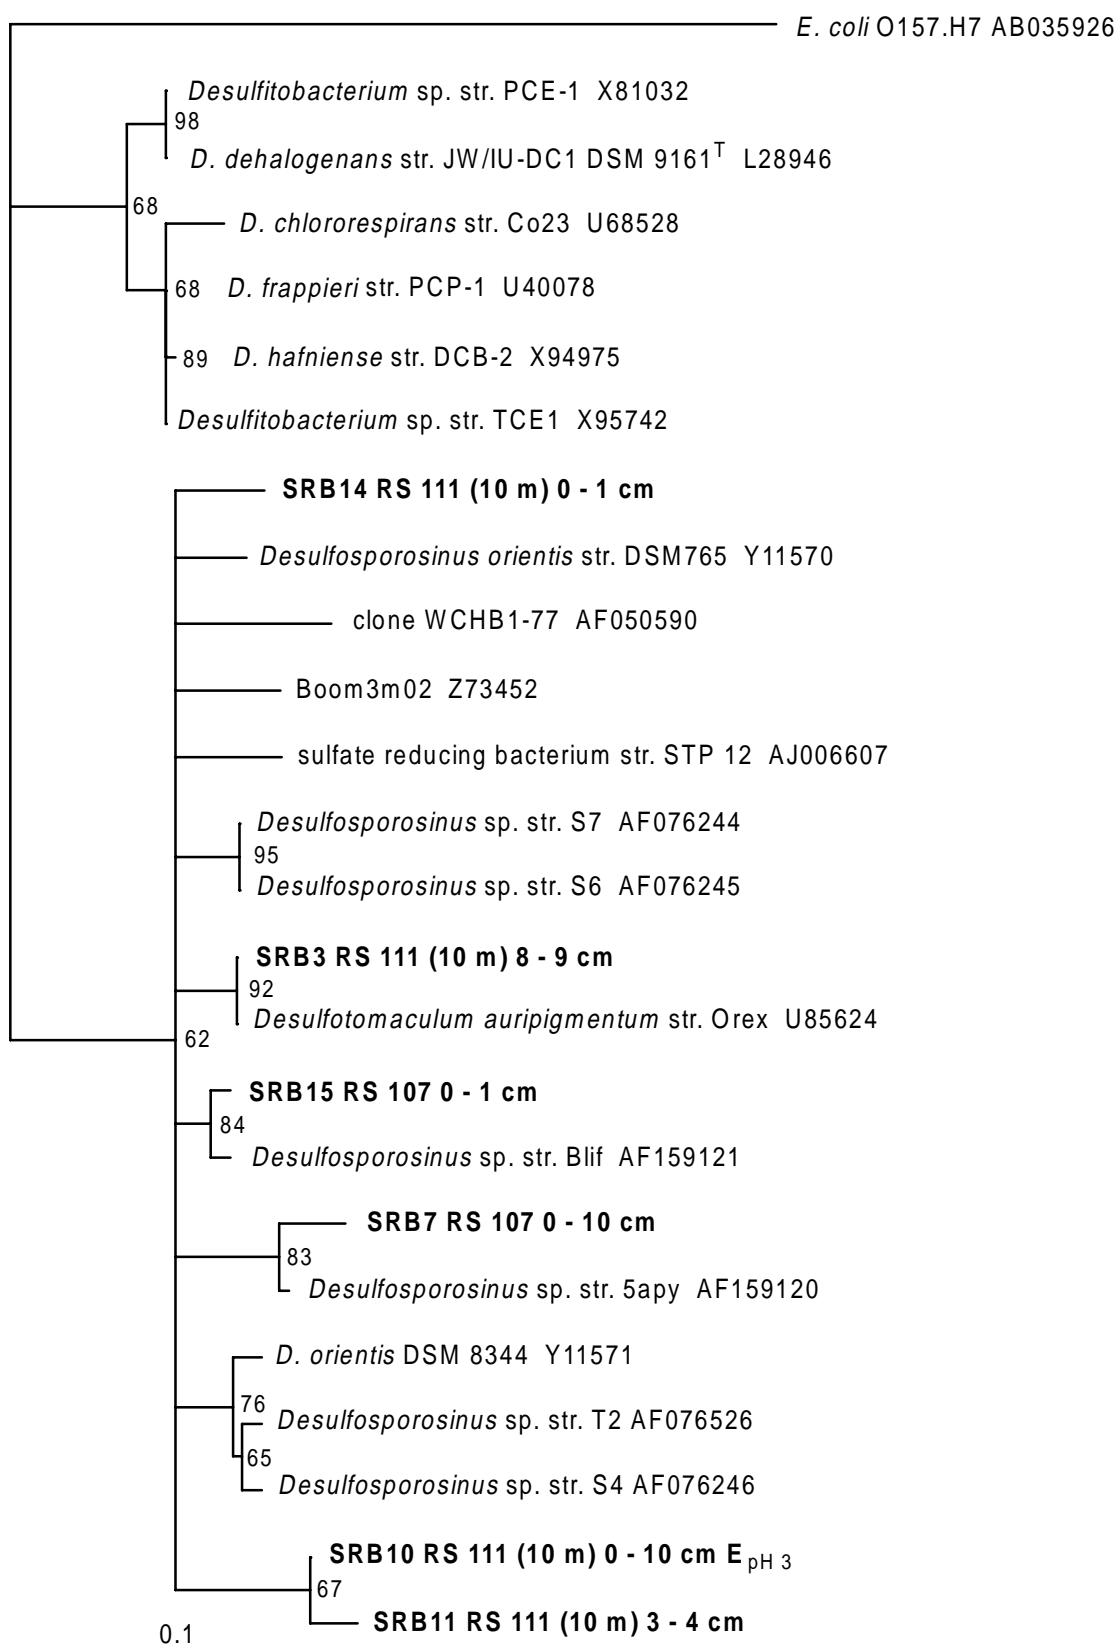 E. coli O157.H7 AB035926
Desulfitobacterium sp. str. PCE-1 X81032
98
D. dehalogenans str. JW/IU-DC1 DSM 9161T L28946
68
D. chlororespirans str. Co23 U68528
68 D. frappieri str. PCP-1 U40078
89 D. hafniense str. DCB-2 X94975
Desulfitobacterium sp. str. TCE1 X95742
SRB14 RS 111 (10 m) 0 - 1 cm
Desulfosporosinus orientis str. DSM765 Y11570
clone WCHB1-77 AF050590
Boom3m02 Z73452
sulfate reducing bacterium str. STP 12 AJ006607
Desulfosporosinus sp. str. S7 AF076244
95
Desulfosporosinus sp. str. S6 AF076245
SRB3 RS 111 (10 m) 8 - 9 cm
92
Desulfotomaculum auripigmentum str. Orex U85624
62
SRB15 RS 107 0 - 1 cm
84
Desulfosporosinus sp. str. Blif AF159121
SRB7 RS 107 0 - 10 cm
83
Desulfosporosinus sp. str. 5apy AF159120
D. orientis DSM 8344 Y11571
76
Desulfosporosinus sp. str. T2 AF076526
65
Desulfosporosinus sp. str. S4 AF076246
SRB10 RS 111 (10 m) 0 - 10 cm E pH 3
67
SRB11 RS 111 (10 m) 3 - 4 cm
0.1